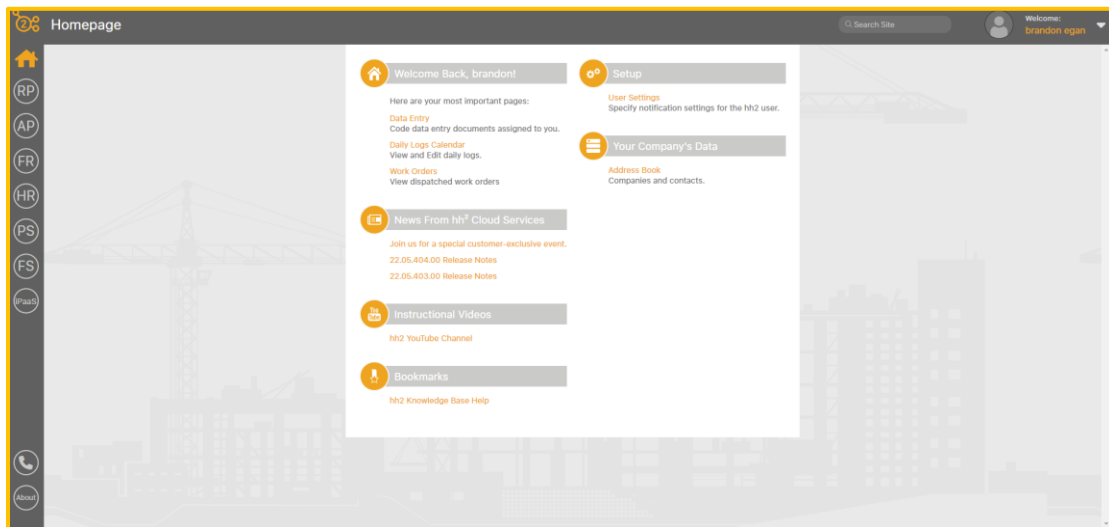 Homepage
Search Site
Welcome:
brandon egan
RP
AP
FR
HR
PS
FS
iPaaS
About
Welcome Back, brandon!
Here are your most important pages:
Data Entry
Code data entry documents assigned to you.
Daily Logs Calendar
View and Edit daily logs.
Work Orders
View dispatched work orders
News From hh² Cloud Services
Join us for a special customer-exclusive event.
22.05.404.00 Release Notes
22.05.403.00 Release Notes
You
Tube
Instructional Videos
hh2 YouTube Channel
Bookmarks
hh2 Knowledge Base Help
Setup
User Settings
Specify notification settings for the hh2 user.
Your Company's Data
Address Book
Companies and contacts.